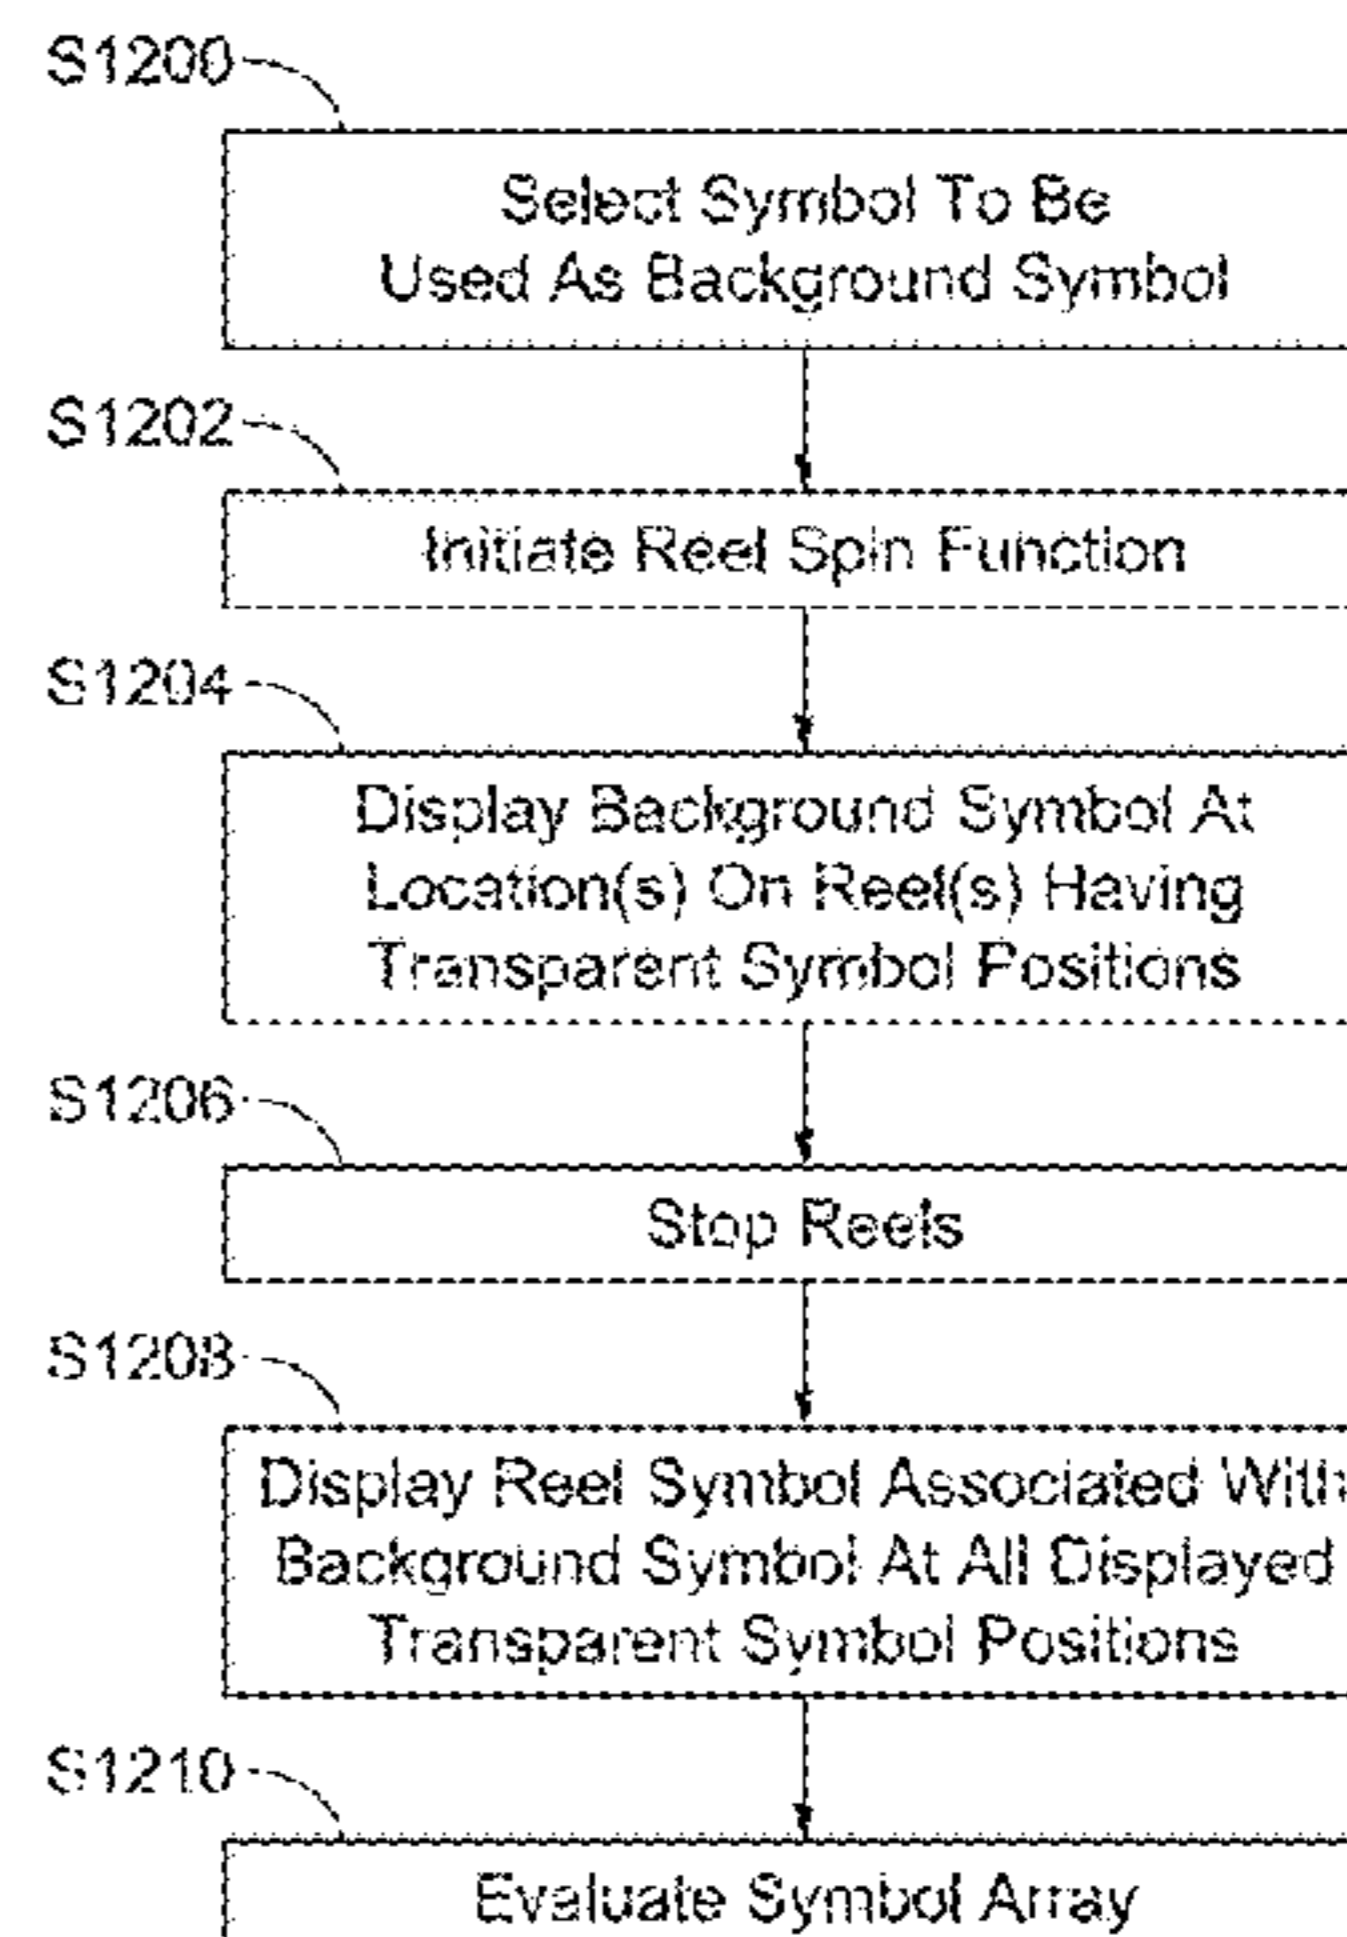 S1200
Select Symbol To Be
Used As Background Symbol
S1202
Initiate Reel Spin Function
S1204
Display Background Symbol At
Location(s) On Reel(s) Having
Transparent Symbol Positions
S1206
Stop Reels
S1208
Display Reel Symbol Associated With
Background Symbol At All Displayed
Transparent Symbol Positions
S1210
Evaluate Symbol Array